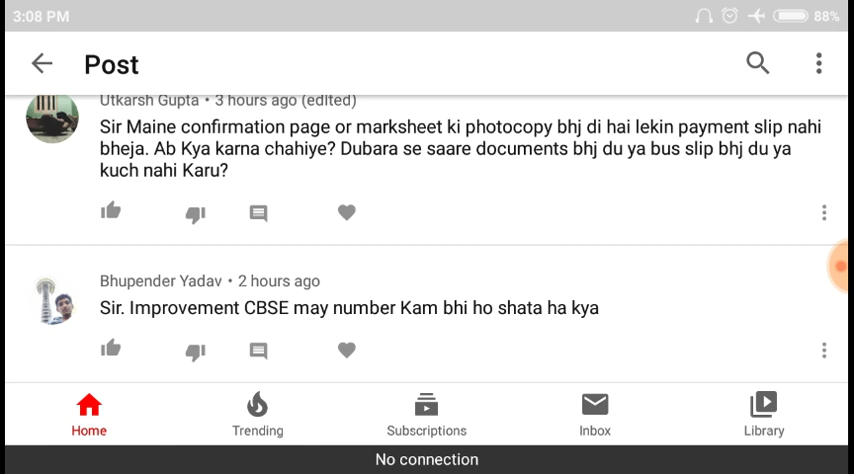 3:08 PM
88%
Post
Utkarsh Gupta • 3 hours ago (edited)
Sir Maine confirmation page or marksheet ki photocopy bhj di hai lekin payment slip nahi
bheja. Ab Kya karna chahiye? Dubara se saare documents bhj du ya bus slip bhj du ya
kuch nahi Karu?
Bhupender Yadav • 2 hours ago
Sir. Improvement CBSE may number Kam bhi ho shata ha kya
Home
Trending
Subscriptions
Inbox
Library
No connection